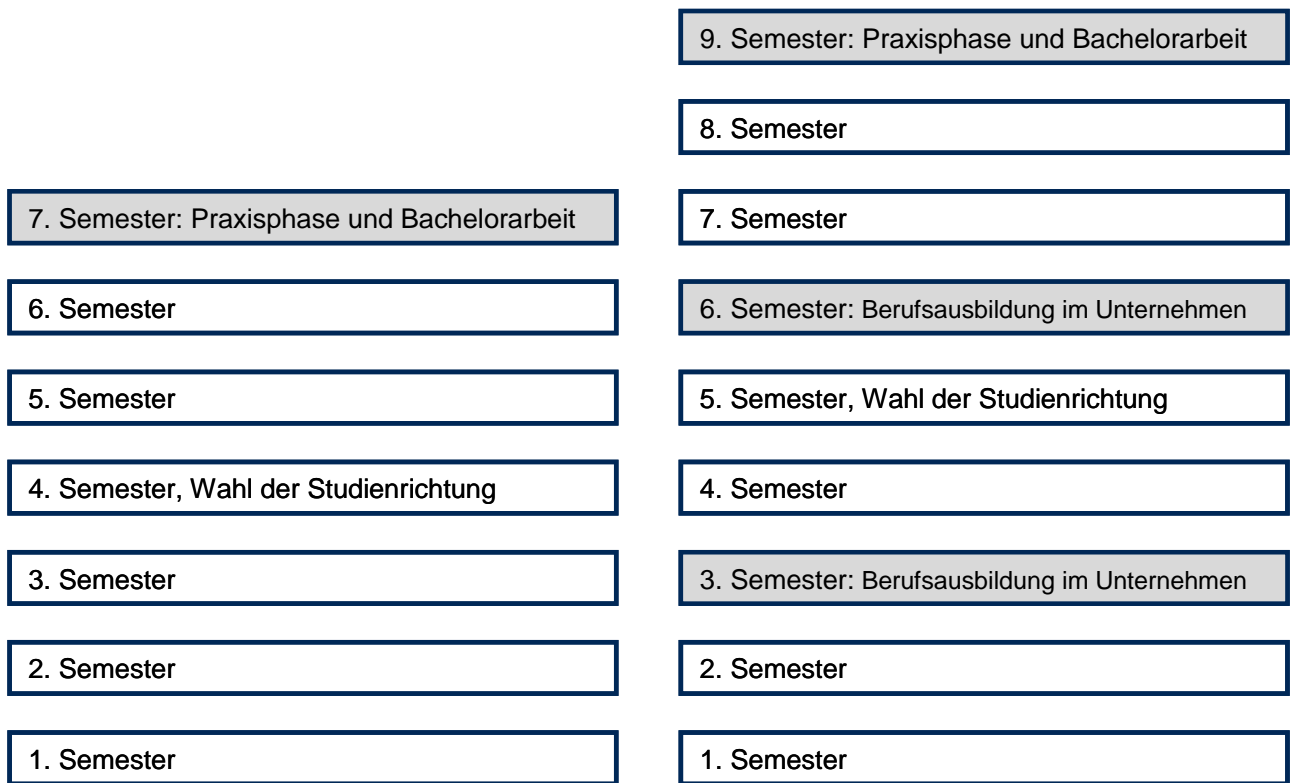 9. Semester: Praxisphase und Bachelorarbeit
8. Semester
7. Semester: Praxisphase und Bachelorarbeit
7. Semester
6. Semester
6. Semester: Berufsausbildung im Unternehmen
5. Semester
5. Semester, Wahl der Studienrichtung
4. Semester, Wahl der Studienrichtung
4. Semester
3. Semester
3. Semester: Berufsausbildung im Unternehmen
2. Semester
2. Semester
1. Semester
1. Semester